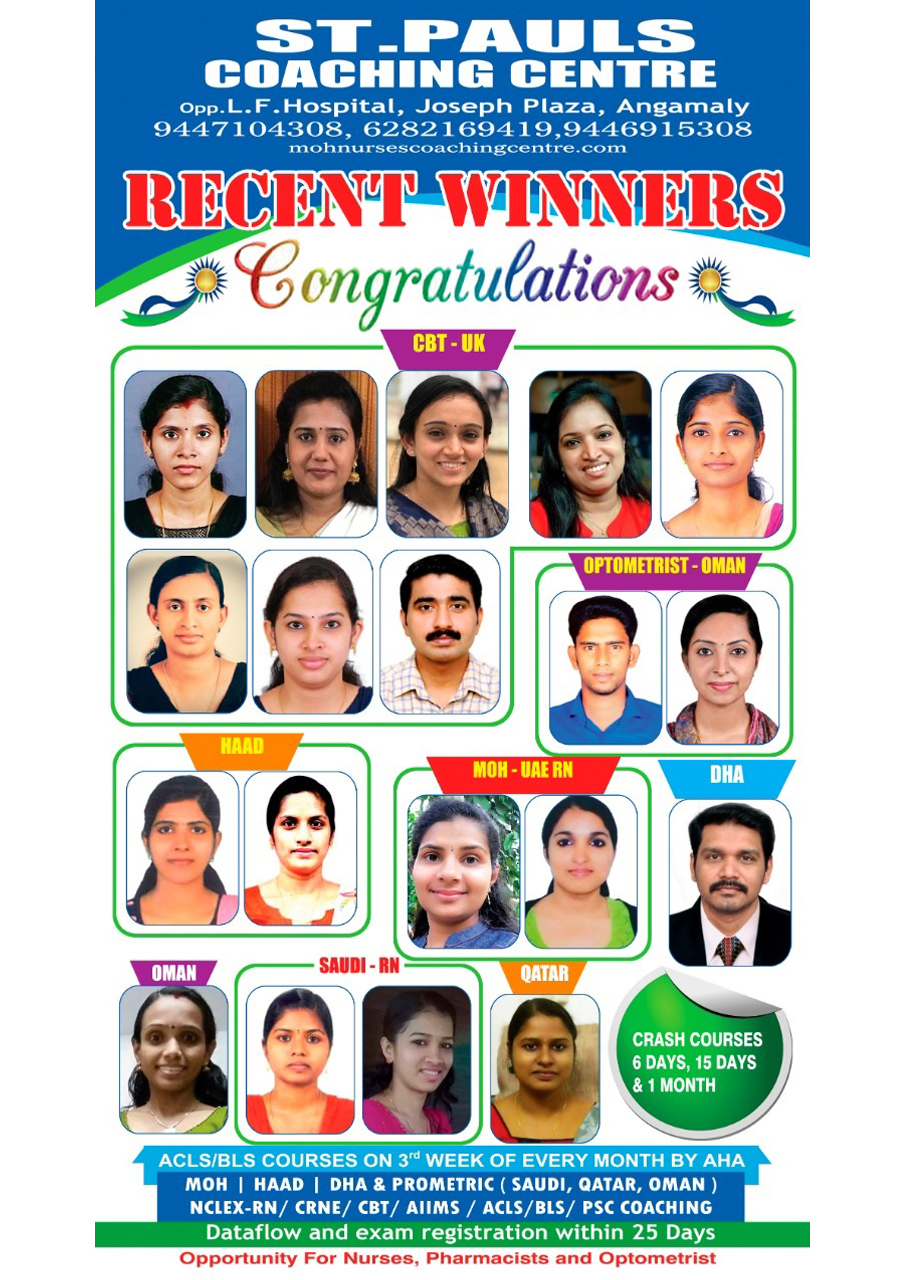 ST.PAULS
COACHING CENTRE
Opp.L.F.Hospital, Joseph Plaza, Angamaly
9447104308, 6282169419,9446915308
mohnursescoachingcentre.com
RECENT WINNERS
Congratulations
CBT - UK
OPTOMETRIST - OMAN
HAAD
MOH - UAE RN
DHA
OMAN
SAUDI - RN
QATAR
CRASH COURSES
6 DAYS, 15 DAYS
& 1 MONTH
ACLS/BLS COURSES ON 3rd WEEK OF EVERY MONTH BY AHA
MOH | HAAD | DHA & PROMETRIC ( SAUDI, QATAR, OMAN )
NCLEX-RN/ CRNE/ CBT/ AIIMS / ACLS/BLS/ PSC COACHING
Dataflow and exam registration within 25 Days
Opportunity For Nurses, Pharmacists and Optometrist